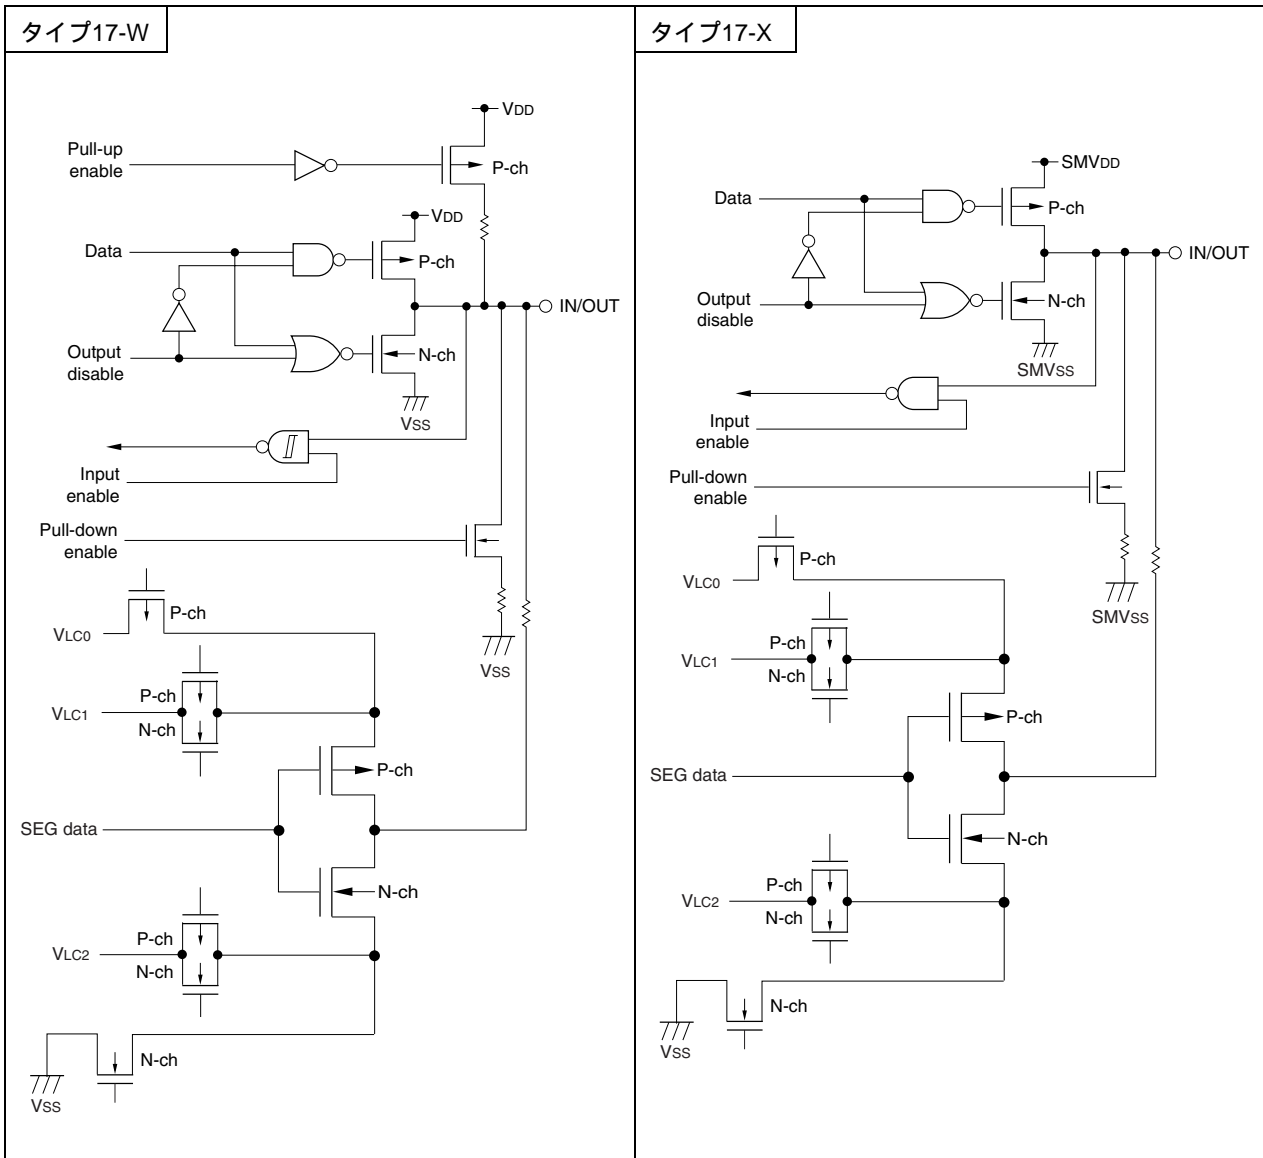 タイプ17-W
VDD
Pull-up
enable
P-ch
VDD
Data
P-ch
IN/OUT
Output
disable
N-ch
VSS
Input
enable
Pull-down
enable
P-ch
VLC0
VSS
P-ch
VLC1
N-ch
P-ch
SEG data
N-ch
P-ch
VLC2
N-ch
N-ch
VSS
タイプ17-X
SMVDD
Data
P-ch
IN/OUT
Output
disable
N-ch
SMVSS
Input
enable
Pull-down
enable
P-ch
VLC0
SMVSS
P-ch
VLC1
N-ch
P-ch
SEG data
N-ch
P-ch
VLC2
N-ch
N-ch
VSS